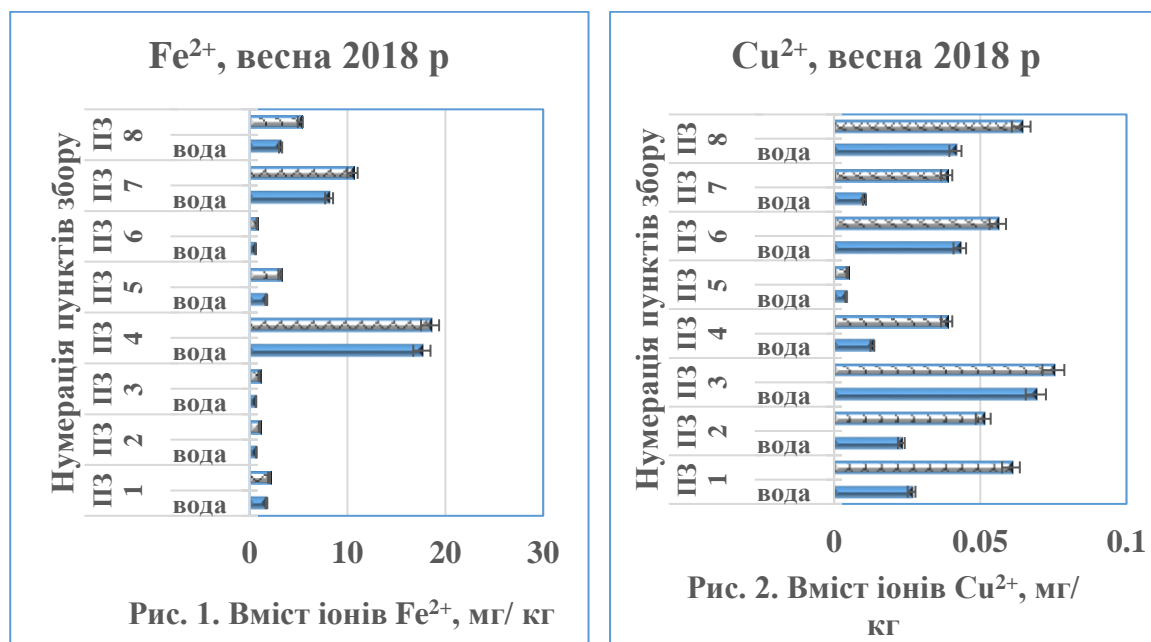 Fe²⁺, весна 2018 р
Нумерація пунктів збору
ПЗ 8
вода
ПЗ 7
вода
ПЗ 6
вода
ПЗ 5
вода
ПЗ 4
вода
ПЗ 3
вода
ПЗ 2
вода
ПЗ 1
вода
0 10 20 30
Рис. 1. Вміст іонів Fe²⁺, мг/ кг
Cu²⁺, весна 2018 р
Нумерація пунктів збору
ПЗ 8
вода
ПЗ 7
вода
ПЗ 6
вода
ПЗ 5
вода
ПЗ 4
вода
ПЗ 3
вода
ПЗ 2
вода
ПЗ 1
вода
0 0.05 0.1
Рис. 2. Вміст іонів Cu²⁺, мг/
кг